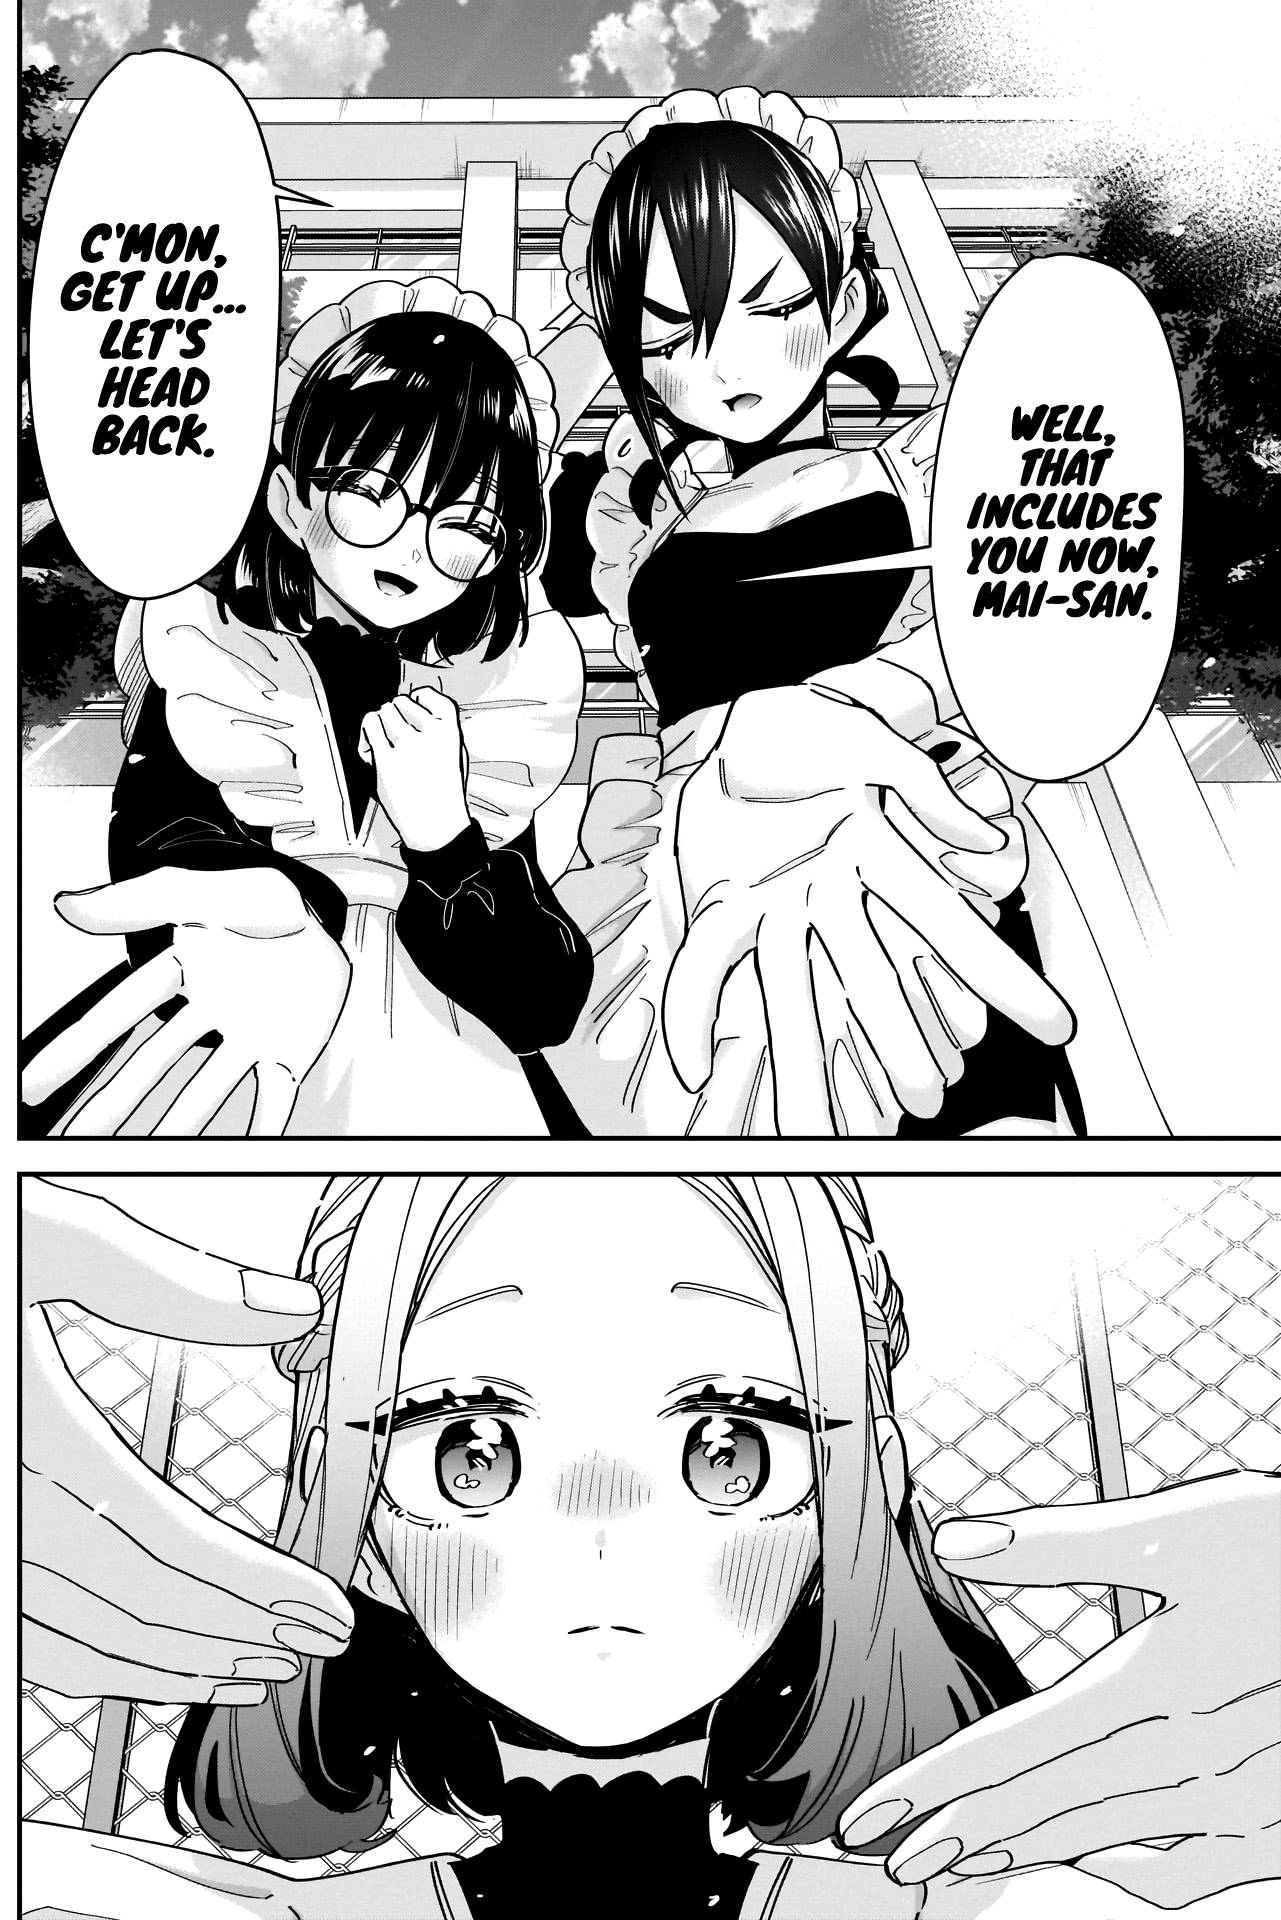 WELL,
THAT
INCLUDES
YOU NOW,
MAI-SAN.
C'MON,
GET UP...
LET'S
HEAD
BACK.